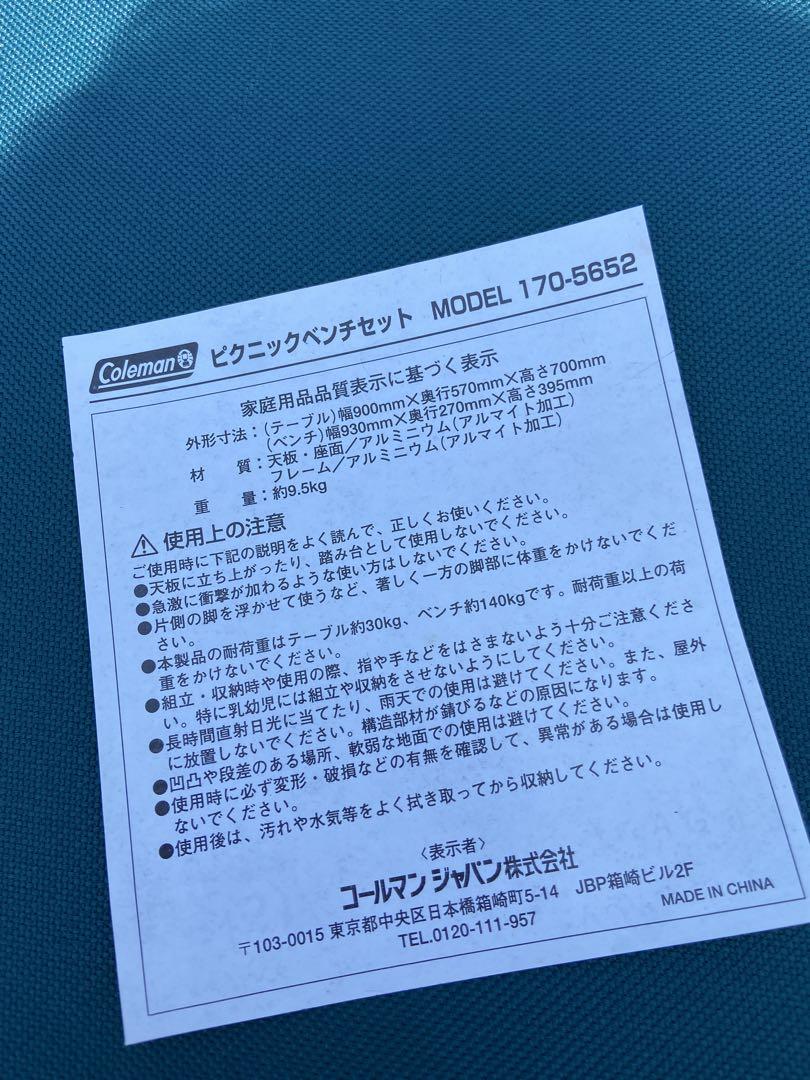 Coleman ピクニックベンチセット MODEL 170-5652
家庭用品品質表示に基づく表示
外形寸法：(テーブル)幅900mm×奥行570mm×高さ700mm
(ベンチ)幅930mm×奥行270mm×高さ395mm
材 質：天板・座面／アルミニウム(アルマイト加工)
フレーム／アルミニウム(アルマイト加工)
重 量：約9.5kg
⚠使用上の注意
ご使用時に下記の説明をよく読んで、正しくお使いください。
●天板に立ち上がったり、踏み台として使用しないでください。
●急激に衝撃が加わるような使い方はしないでください。
●片側の脚を浮かせて使うなど、著しく一方の脚部に体重をかけないでくだ
さい。
●本製品の耐荷重はテーブル約30kg、ベンチ約140kgです。耐荷重以上の荷
重をかけないでください。
●組立・収納時や使用の際、指や手などをはさまないよう十分ご注意くださ
い。特に乳幼児には組立や収納をさせないようにしてください。
●長時間直射日光に当てたり、雨天での使用は避けてください。また、屋外
に放置しないでください。構造部材が錆びるなどの原因になります。
●凹凸や段差のある場所、軟弱な地面での使用は避けてください。
●使用時に必ず変形・破損などの有無を確認して、異常がある場合は使用し
ないでください。
●使用後は、汚れや水気等をよく拭き取ってから収納してください。
〈表示者〉
コールマン ジャパン株式会社
〒103-0015 東京都中央区日本橋箱崎町5-14 JBP箱崎ビル2F
TEL.0120-111-957
MADE IN CHINA